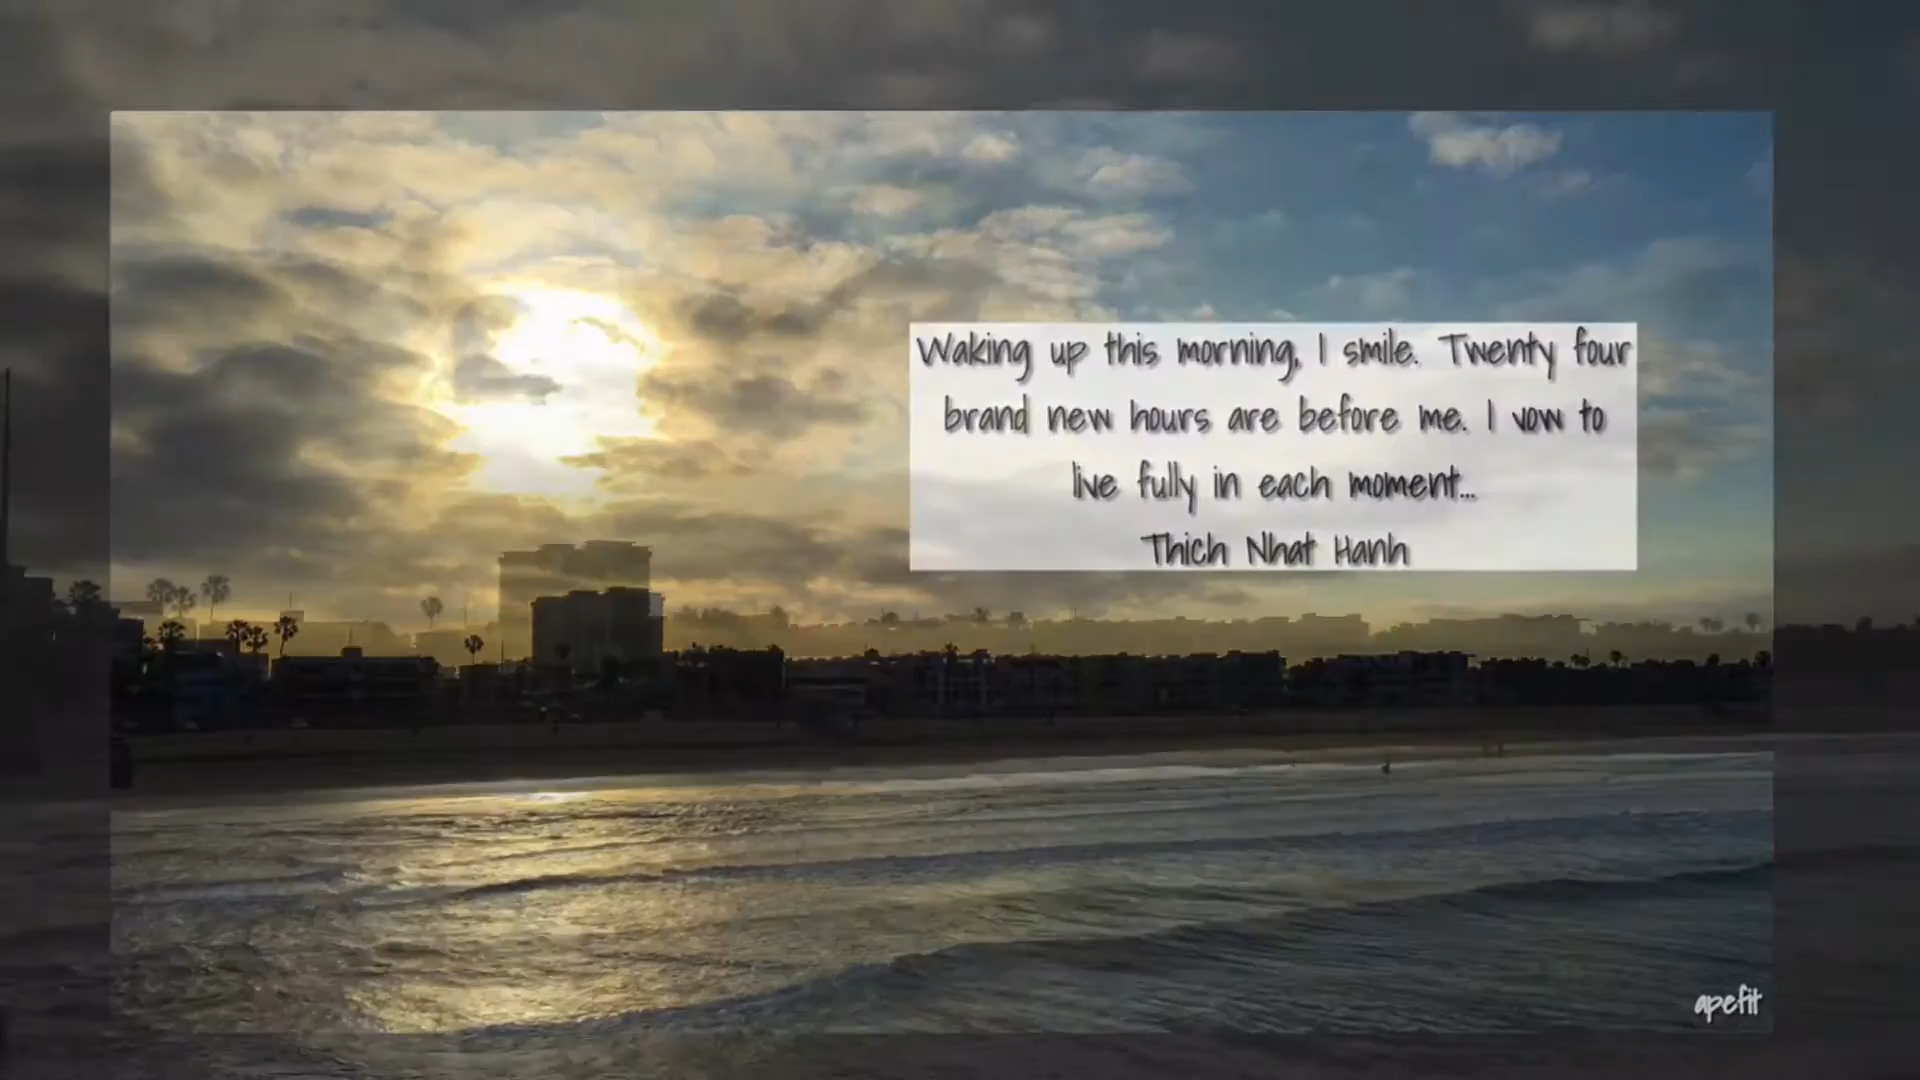 Waking up this morning, I smile. Twenty four
brand new hours are before me. I vow to
live fully in each moment...
Thich Nhat Hanh
apefit